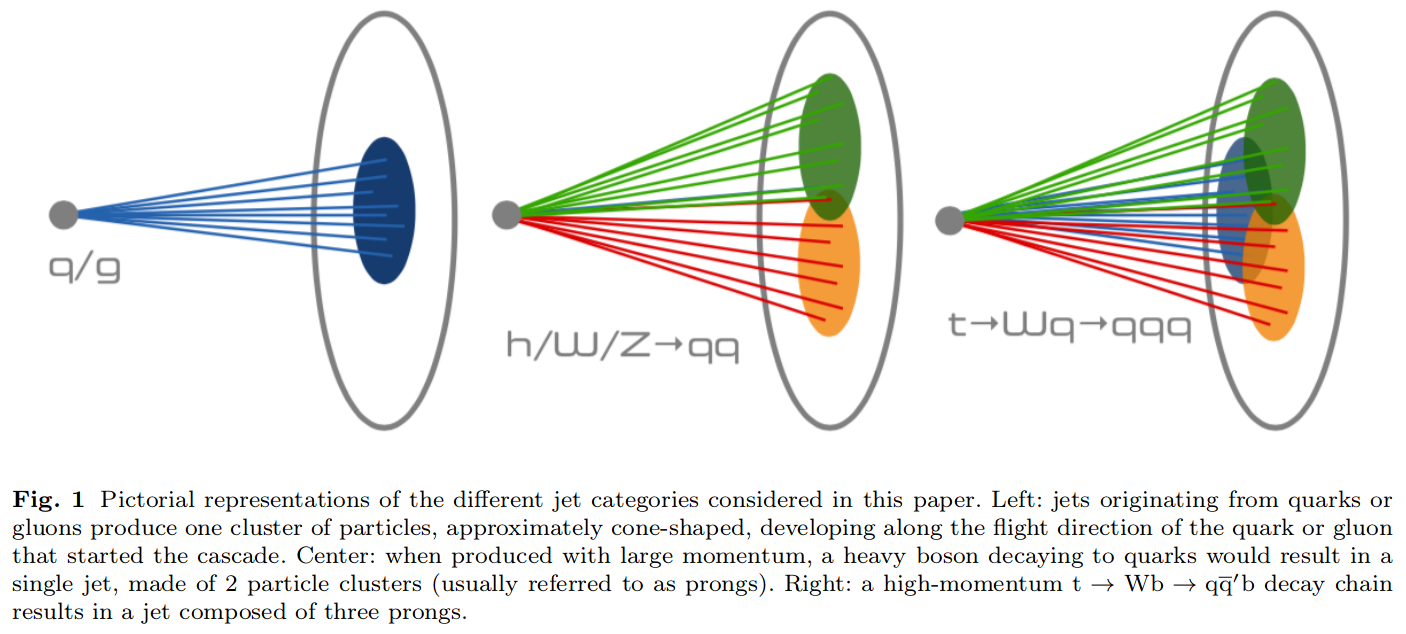 q/g
h/W/Z→qq
t→Wq→qqq
Fig. 1 Pictorial representations of the different jet categories considered in this paper. Left: jets originating from quarks or
gluons produce one cluster of particles, approximately cone-shaped, developing along the flight direction of the quark or gluon
that started the cascade. Center: when produced with large momentum, a heavy boson decaying to quarks would result in a
single jet, made of 2 particle clusters (usually referred to as prongs). Right: a high-momentum t → Wb → qq̅′b decay chain
results in a jet composed of three prongs.